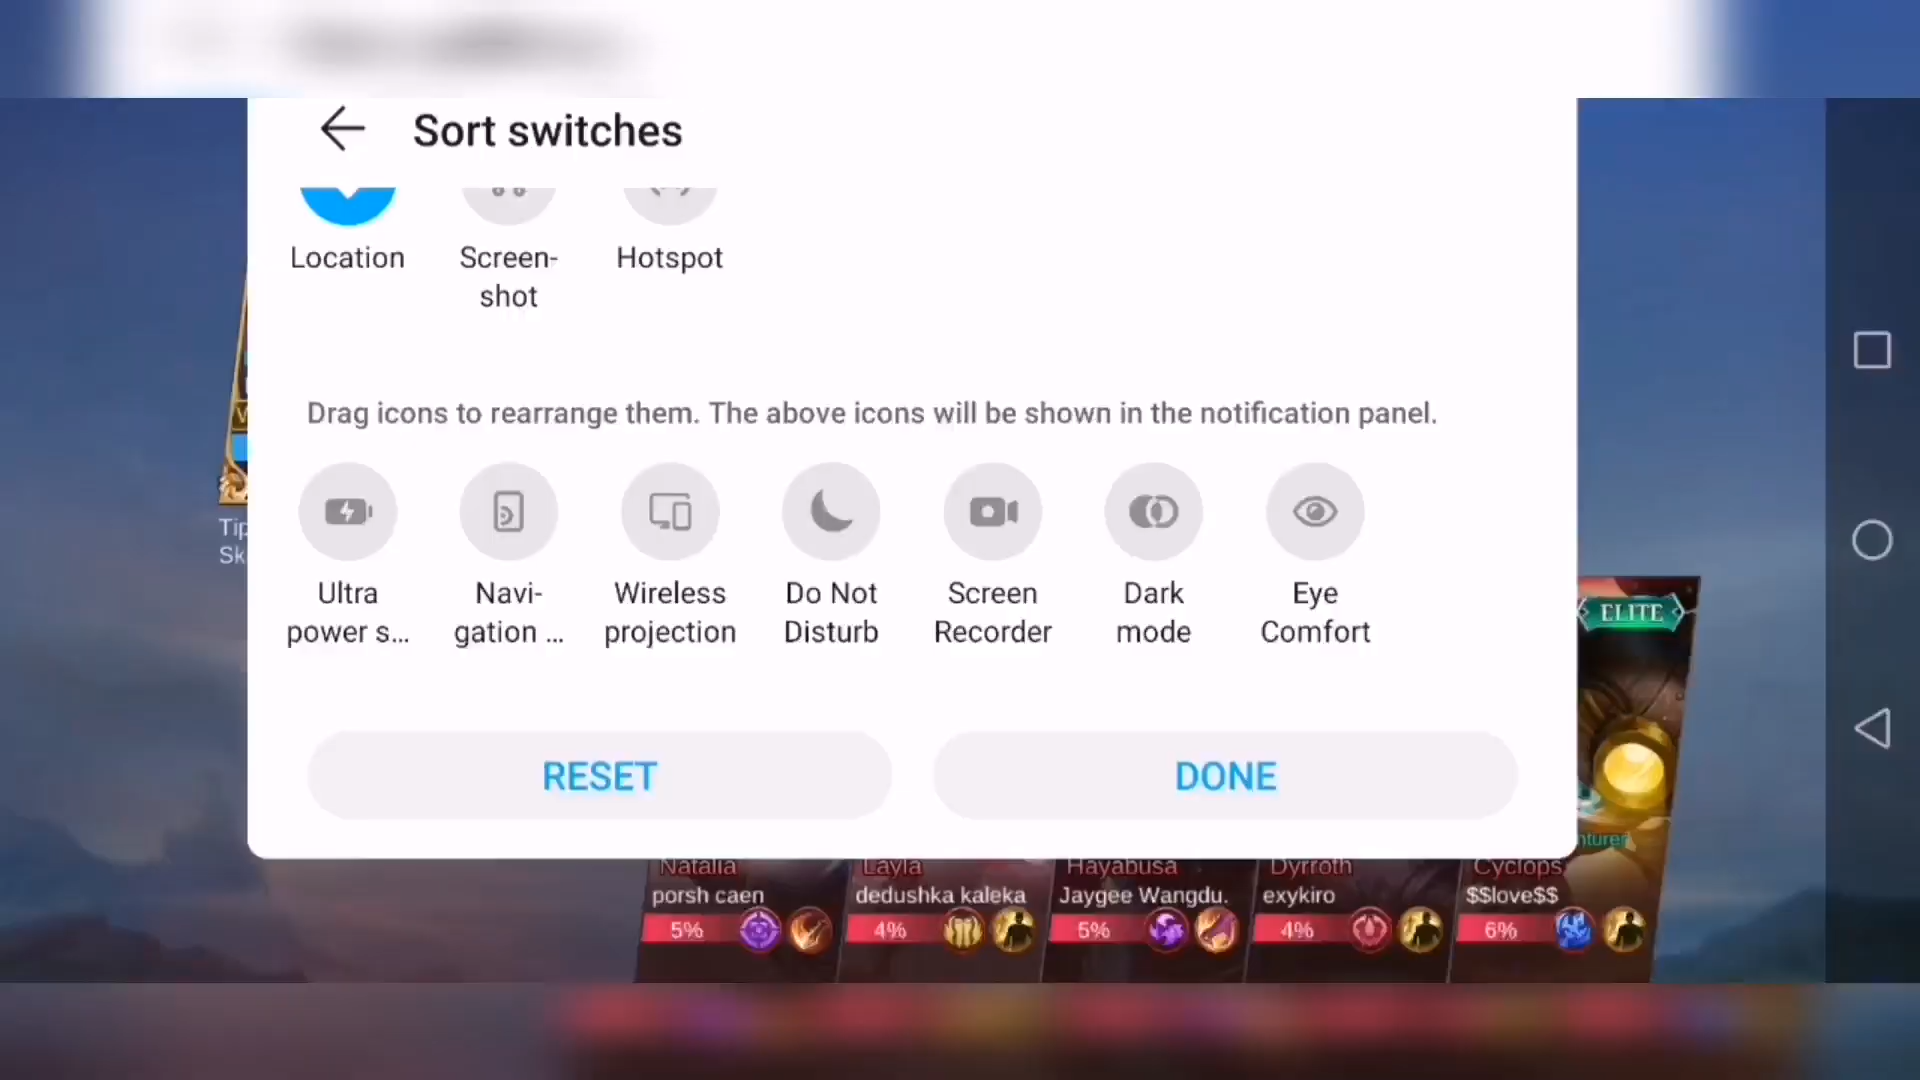 Sort switches
Location
Screen-
shot
Hotspot
Drag icons to rearrange them. The above icons will be shown in the notification panel.
Ultra
power s...
Navi-
gation ...
Wireless
projection
Do Not
Disturb
Screen
Recorder
Dark
mode
Eye
Comfort
RESET
DONE
Tip
Sk
ELITE
nturer
Natalia
porsh caen
5%
Layla
dedushka kaleka
4%
Hayabusa
Jaygee Wangdu.
5%
Dyrroth
exykiro
4%
Cyclops
$$love$$
6%